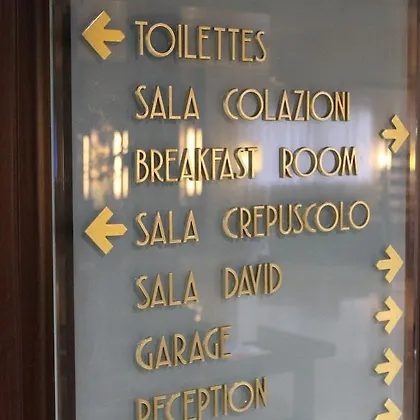 TOILETTES
SALA COLAZIONI
BREAKFAST ROOM
SALA CREPUSCOLO
SALA DAVID
GARAGE
RECEPTION